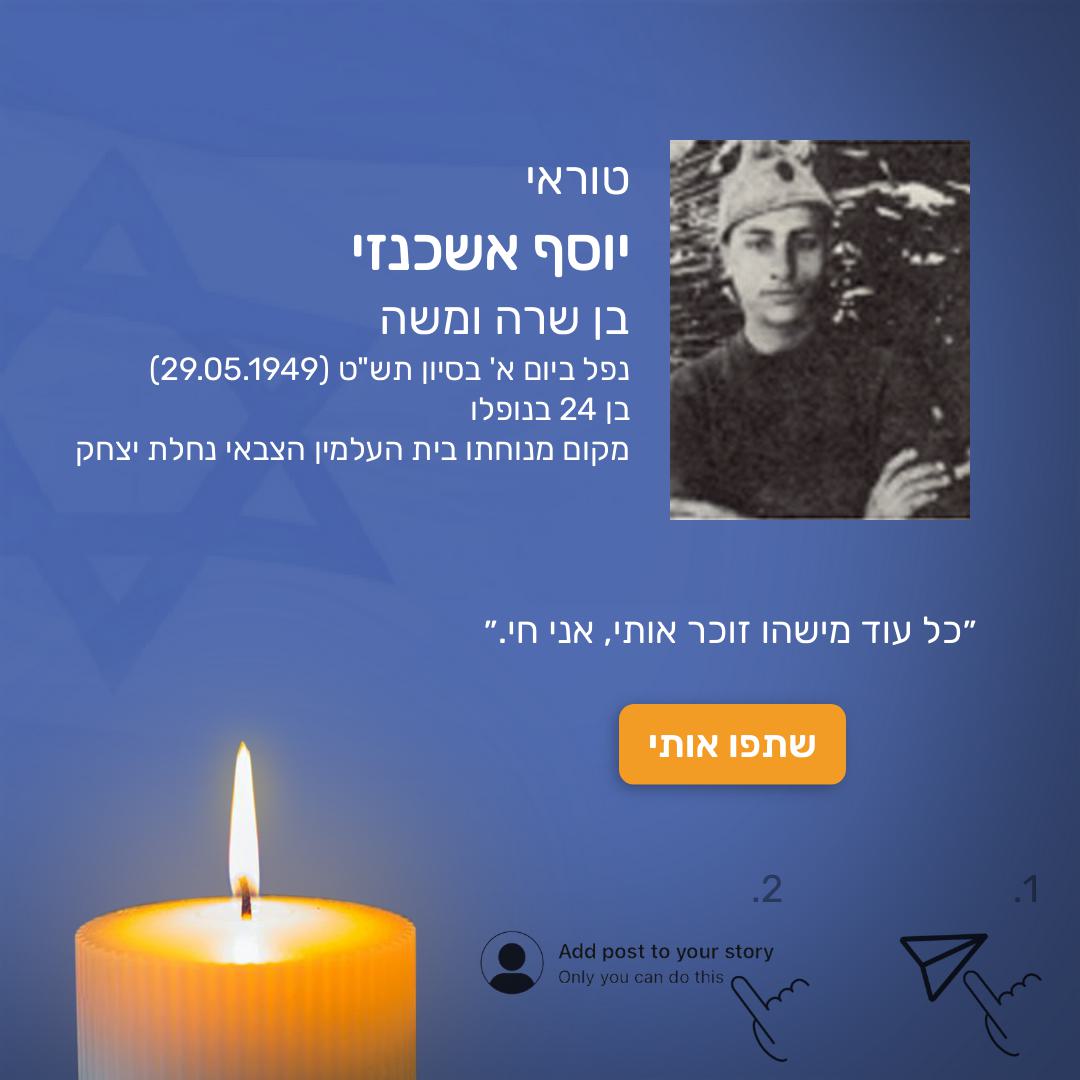 טוראי
יוסף אשכנזי
בן שרה ומשה
נפל ביום א' בסיון תש"ט (29.05.1949)
בן 24 בנופלו
מקום מנוחתו בית העלמין הצבאי נחלת יצחק
״כל עוד מישהו זוכר אותי, אני חי.״
שתפו אותי
.1
.2
Add post to your story
Only you can do this